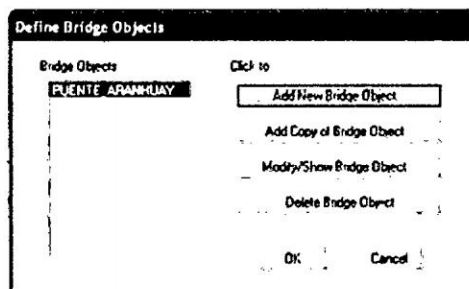 Define Bridge Objects
Bridge Objects
PUENTE_ARANHUAY
Click to
Add New Bridge Object
Add Copy of Bridge Object
Modify/Show Bridge Object
Delete Bridge Object
OK
Cancel